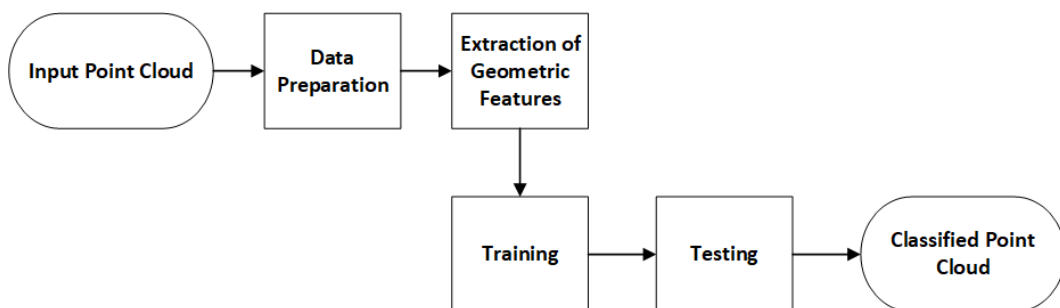 Input Point Cloud
Data
Preparation
Extraction of
Geometric
Features
Training
Testing
Classified Point
Cloud